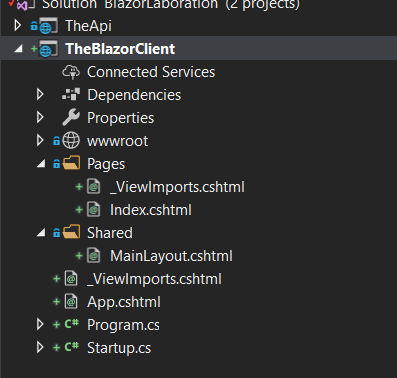 Solution 'BlazorLaboration' (2 projects)
TheApi
TheBlazorClient
Connected Services
Dependencies
Properties
wwwroot
Pages
_ViewImports.cshtml
Index.cshtml
Shared
MainLayout.cshtml
_ViewImports.cshtml
App.cshtml
C# Program.cs
C# Startup.cs